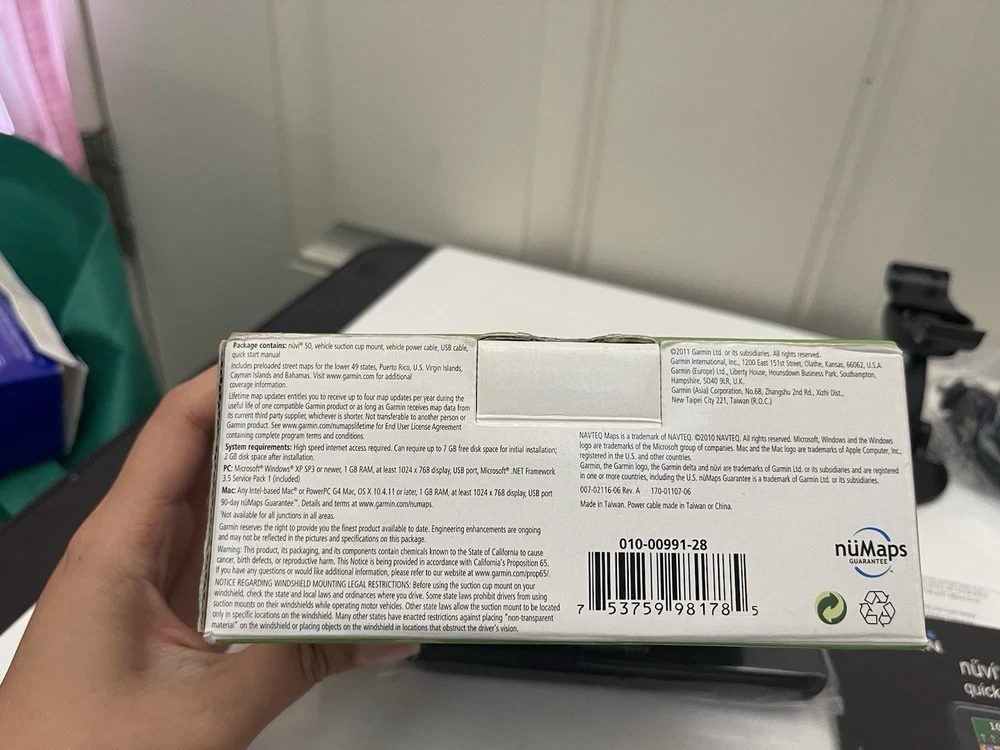 Package contains: nüvi® 50, vehicle suction cup mount, vehicle power cable, USB cable,
quick start manual
Includes preloaded street maps for the lower 49 states, Puerto Rico, U.S. Virgin Islands,
Cayman Islands and Bahamas. Visit www.garmin.com for additional
coverage information.
Lifetime map updates entitles you to receive up to four map updates per year during the
useful life of one compatible Garmin product or as long as Garmin receives map data from
its current third party supplier, whichever is shorter. Not transferable to another person or
Garmin product. See www.garmin.com/numapslifetime for End User License Agreement
containing complete program terms and conditions.
System requirements: High speed internet access required. Can require up to 7 GB free disk space for initial installation;
2 GB disk space after installation.
PC: Microsoft® Windows® XP SP3 or newer, 1 GB RAM, at least 1024 x 768 display, USB port, Microsoft® .NET Framework
3.5 Service Pack 1 (included)
Mac: Any Intel-based Mac® or PowerPC G4 Mac, OS X 10.4.11 or later, 1 GB RAM, at least 1024 x 768 display, USB port
90-day nüMaps Guarantee™. Details and terms at www.garmin.com/numaps.
¹Not available for all junctions in all areas.
Garmin reserves the right to provide you the finest product available to date. Engineering enhancements are ongoing
and may not be reflected in the pictures and specifications on this package.
Warning: This product, its packaging, and its components contain chemicals known to the State of California to cause
cancer, birth defects, or reproductive harm. This Notice is being provided in accordance with California's Proposition 65.
If you have any questions or would like additional information, please refer to our website at www.garmin.com/prop65/.
NOTICE REGARDING WINDSHIELD MOUNTING LEGAL RESTRICTIONS: Before using the suction cup mount on your
windshield, check the state and local laws and ordinances where you drive. Some state laws prohibit drivers from using
suction mounts on their windshields while operating motor vehicles. Other state laws allow the suction mount to be located
only in specific locations on the windshield. Many other states have enacted restrictions against placing "non-transparent
material" on the windshield or placing objects on the windshield in locations that obstruct the driver's vision.
©2011 Garmin Ltd. or its subsidiaries. All rights reserved.
Garmin International, Inc., 1200 East 151st Street, Olathe, Kansas, 66062, U.S.A.
Garmin (Europe) Ltd., Liberty House, Hounsdown Business Park, Southampton,
Hampshire, SO40 9LR, U.K.
Garmin (Asia) Corporation, No.68, Zhangshu 2nd Rd., Xizhi Dist.,
New Taipei City 221, Taiwan (R.O.C.)
NAVTEQ Maps is a trademark of NAVTEQ. ©2010 NAVTEQ. All rights reserved. Microsoft, Windows and the Windows
logo are trademarks of the Microsoft group of companies. Mac and the Mac logo are trademarks of Apple Computer, Inc.,
registered in the U.S. and other countries.
Garmin, the Garmin logo, the Garmin delta and nüvi are trademarks of Garmin Ltd. or its subsidiaries and are registered
in one or more countries, including the U.S. nüMaps Guarantee is a trademark of Garmin Ltd. or its subsidiaries.
007-02116-06 Rev. A 170-01107-06
Made in Taiwan. Power cable made in Taiwan or China.
010-00991-28
7 53759 98178 5
nüMaps
GUARANTEE™
nüvi
quick